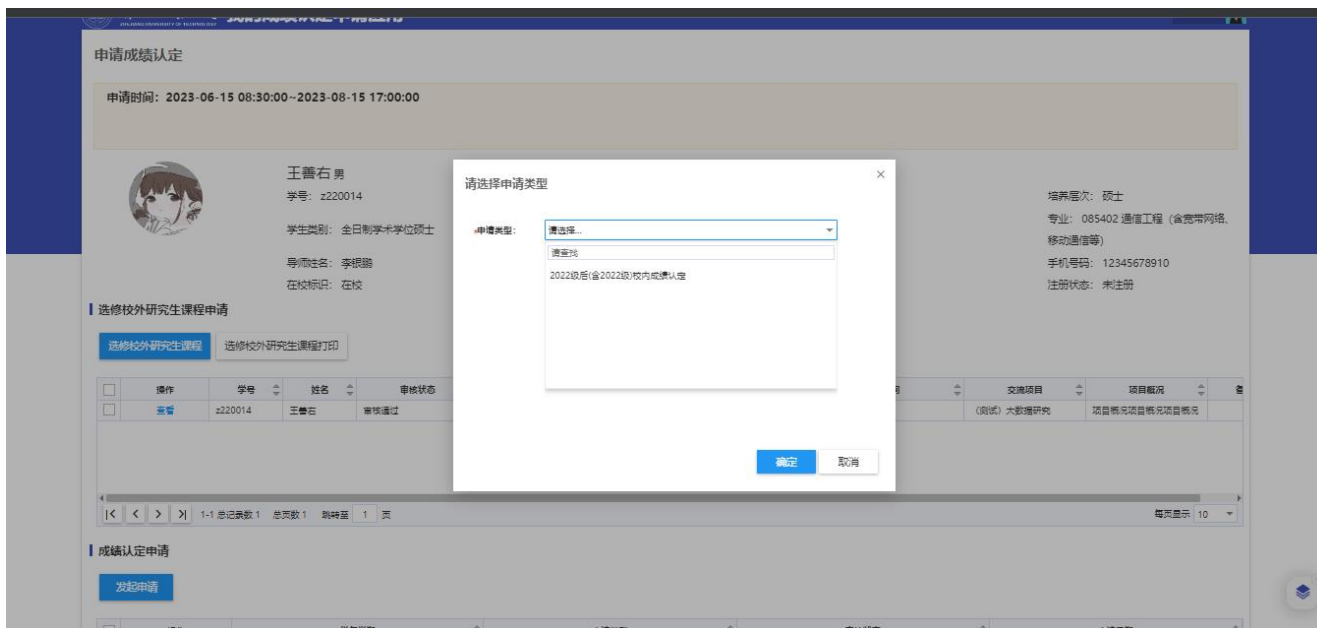 我的成绩认定申请应用
申请成绩认定
申请时间：2023-06-15 08:30:00~2023-08-15 17:00:00
王善右 男
学号： z220014
学生类别： 全日制学术学位硕士
导师姓名： 李银鹏
在校标识： 在校
培养层次： 硕士
专业： 085402 通信工程（含宽带网络、
移动通信等）
手机号码： 12345678910
注册状态： 未注册
请选择申请类型
×
*申请类型： 请选择...
请查找
2022级后(含2022级)校内成绩认定
确定 取消
选修校外研究生课程申请
选修校外研究生课程 选修校外研究生课程打印
操作 学号 姓名 审核状态 交流项目 项目概况
查看 z220014 王善右 审核通过 （测试）大数据研究 项目概况项目概况项目概况
1-1 总记录数 1 总页数 1 跳转至 1 页 每页显示 10
成绩认定申请
发起申请